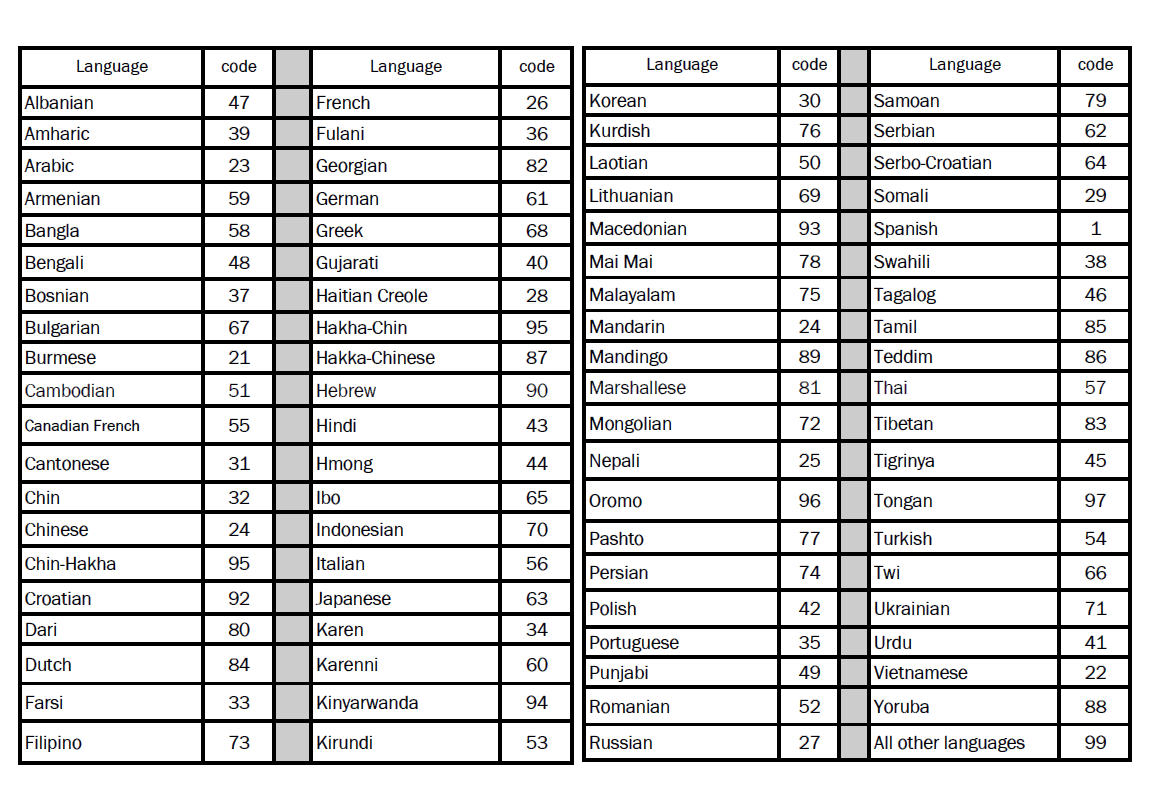 Language code Language code Language code Language code
Albanian 47 French 26 Korean 30 Samoan 79
Amharic 39 Fulani 36 Kurdish 76 Serbian 62
Arabic 23 Georgian 82 Laotian 50 Serbo-Croatian 64
Armenian 59 German 61 Lithuanian 69 Somali 29
Bangla 58 Greek 68 Macedonian 93 Spanish 1
Bengali 48 Gujarati 40 Mai Mai 78 Swahili 38
Bosnian 37 Haitian Creole 28 Malayalam 75 Tagalog 46
Bulgarian 67 Hakha-Chin 95 Mandarin 24 Tamil 85
Burmese 21 Hakka-Chinese 87 Mandingo 89 Teddim 86
Cambodian 51 Hebrew 90 Marshallese 81 Thai 57
Canadian French 55 Hindi 43 Mongolian 72 Tibetan 83
Cantonese 31 Hmong 44 Nepali 25 Tigrinya 45
Chin 32 Ibo 65 Oromo 96 Tongan 97
Chinese 24 Indonesian 70 Pashto 77 Turkish 54
Chin-Hakha 95 Italian 56 Persian 74 Twi 66
Croatian 92 Japanese 63 Polish 42 Ukrainian 71
Dari 80 Karen 34 Portuguese 35 Urdu 41
Dutch 84 Karenni 60 Punjabi 49 Vietnamese 22
Farsi 33 Kinyarwanda 94 Romanian 52 Yoruba 88
Filipino 73 Kirundi 53 Russian 27 All other languages 99